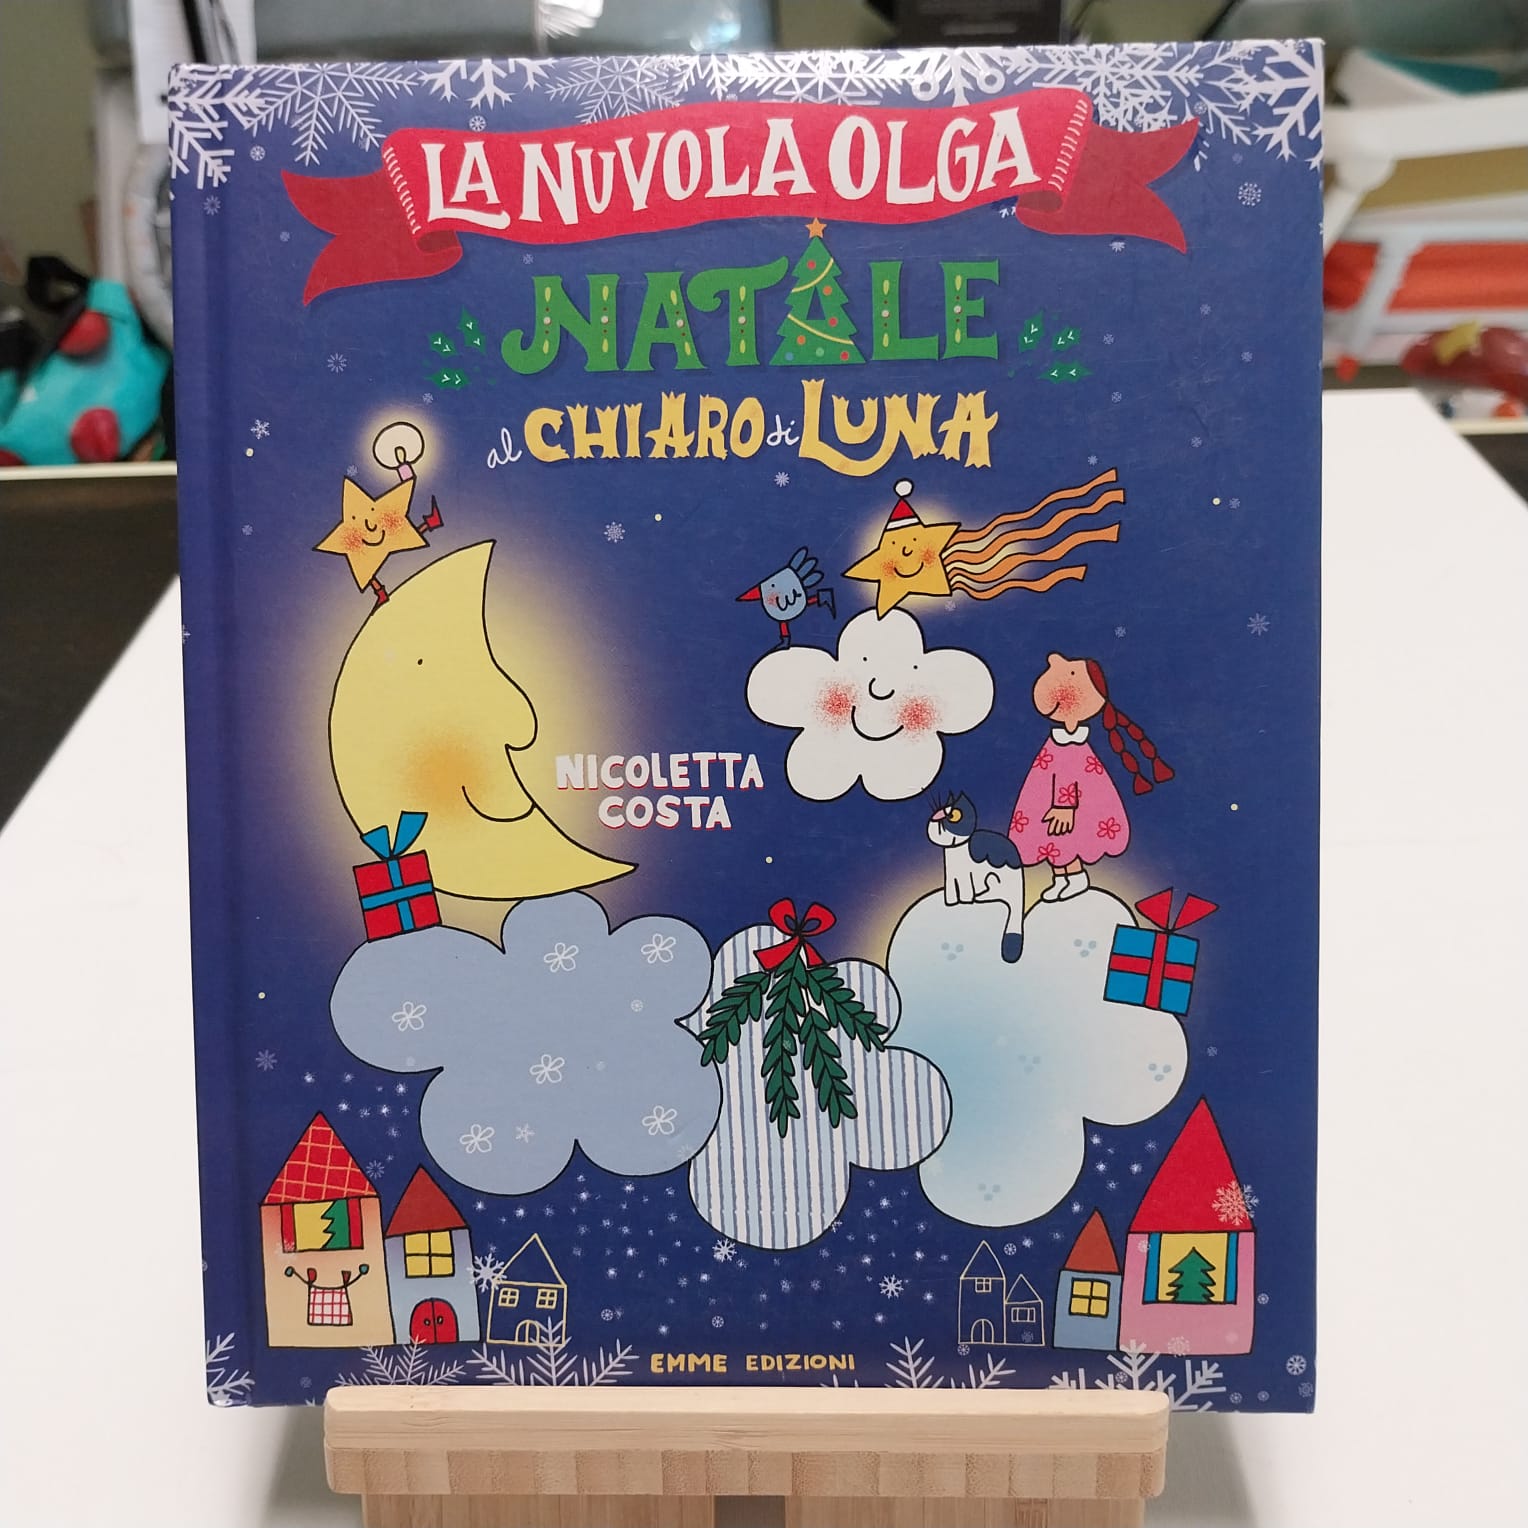 LA NUVOLA OLGA
NATALE
al CHIARO di LUNA
NICOLETTA
COSTA
EMME EDIZIONI